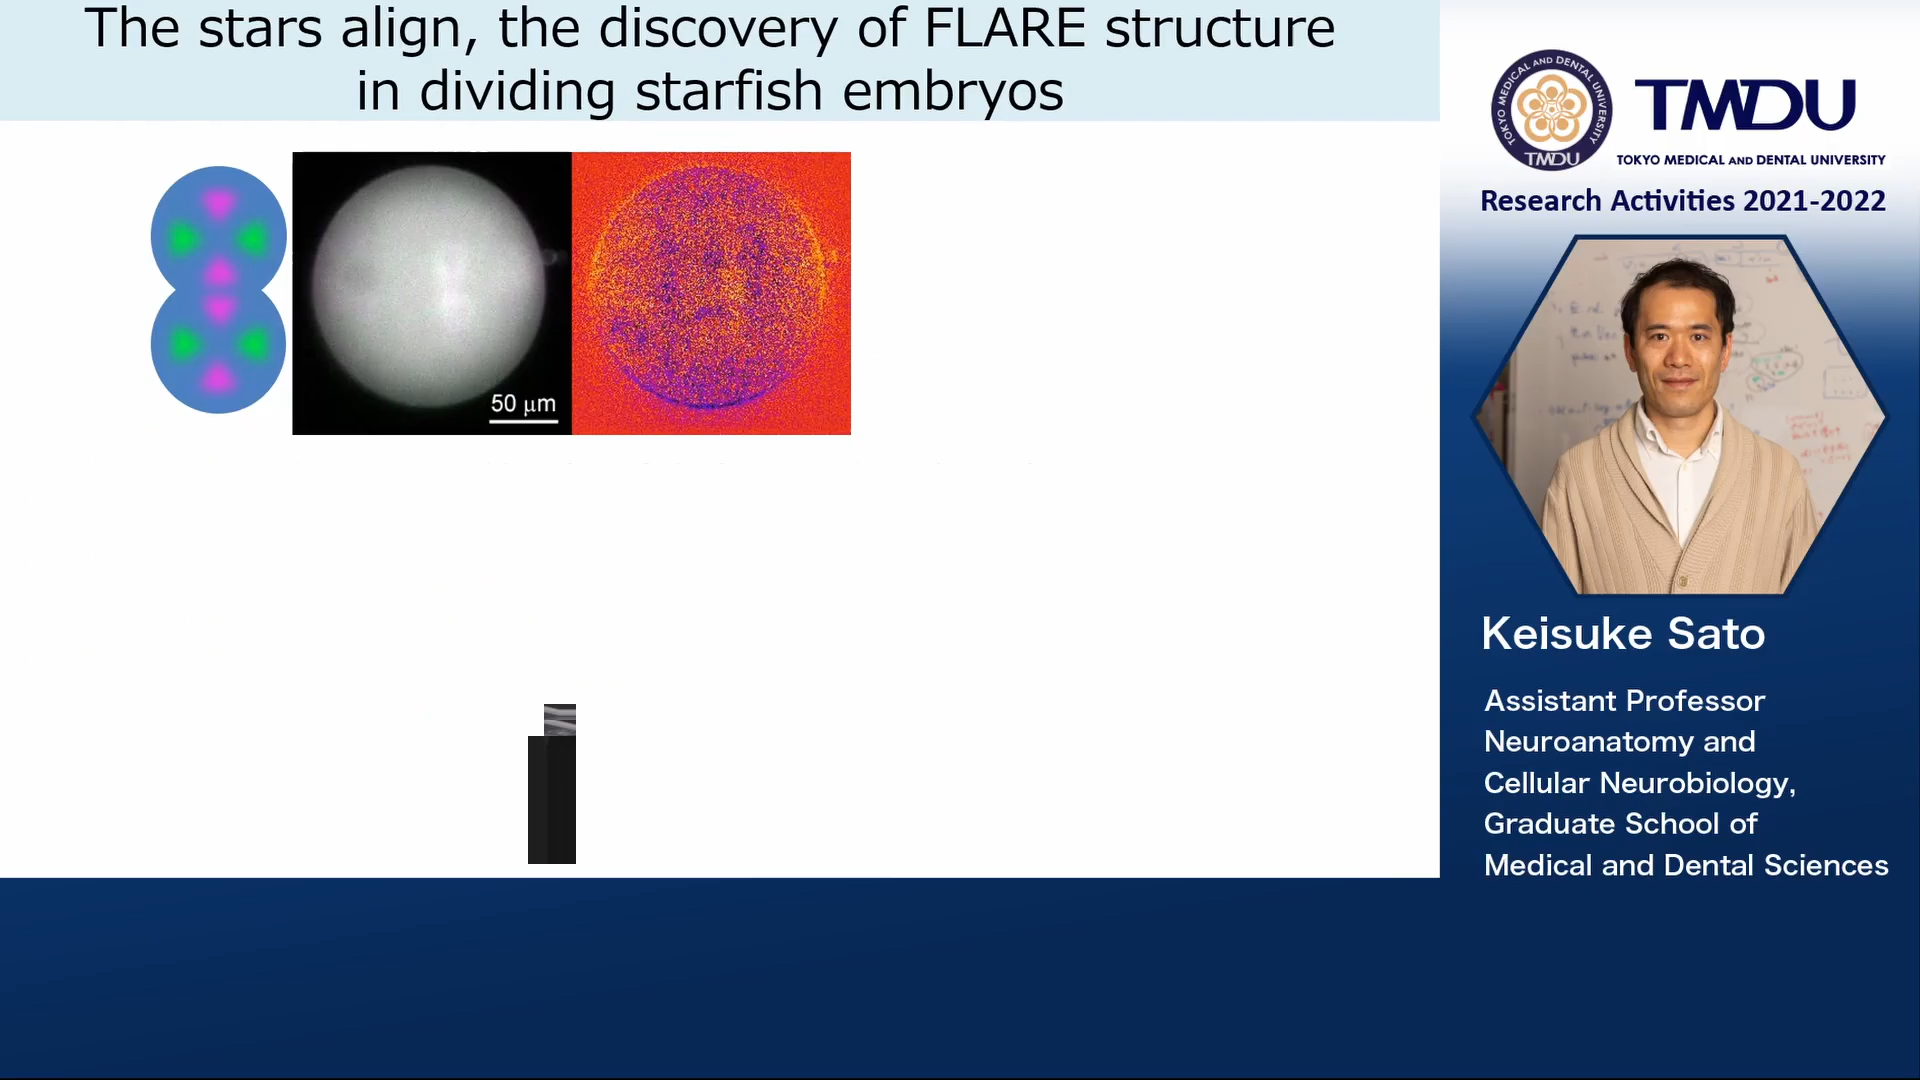 The stars align, the discovery of FLARE structure
in dividing starfish embryos
50 μm
TOKYO MEDICAL AND DENTAL UNIVERSITY
TMDU
TMDU
TOKYO MEDICAL AND DENTAL UNIVERSITY
Research Activities 2021-2022
Keisuke Sato
Assistant Professor
Neuroanatomy and
Cellular Neurobiology,
Graduate School of
Medical and Dental Sciences